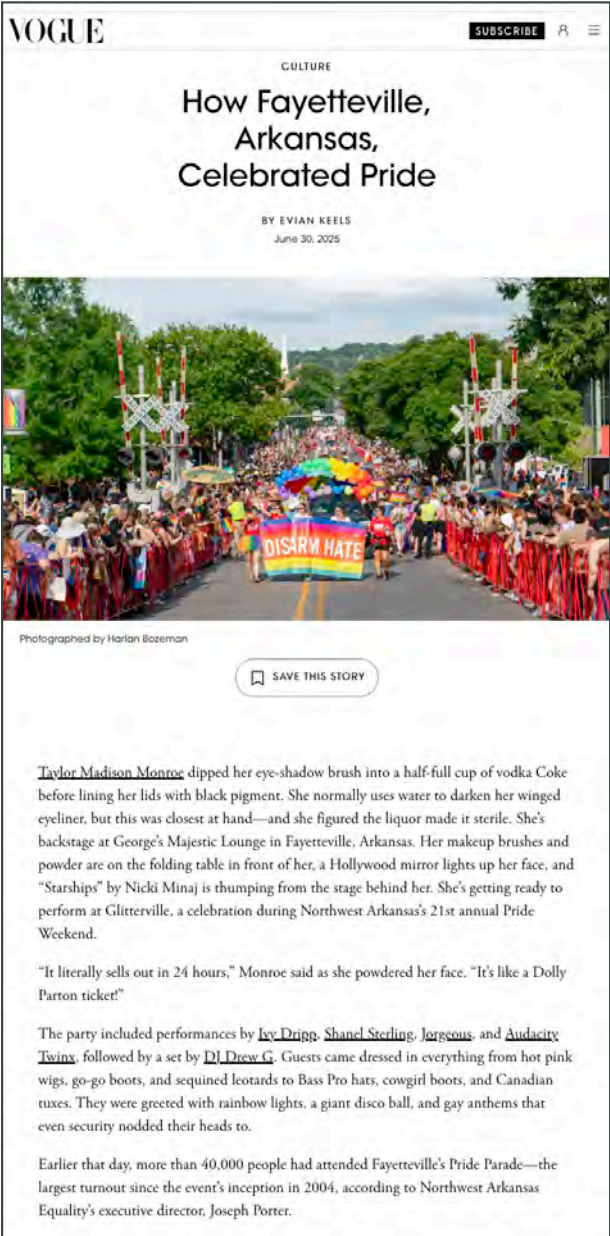 VOGUE
SUBSCRIBE
CULTURE
How Fayetteville,
Arkansas,
Celebrated Pride
BY EVIAN KEELS
June 30, 2025
DISARM HATE
Photographed by Harlan Bozeman
SAVE THIS STORY
Taylor Madison Monroe dipped her eye-shadow brush into a half-full cup of vodka Coke
before lining her lids with black pigment. She normally uses water to darken her winged
eyeliner, but this was closest at hand—and she figured the liquor made it sterile. She’s
backstage at George’s Majestic Lounge in Fayetteville, Arkansas. Her makeup brushes and
powder are on the folding table in front of her, a Hollywood mirror lights up her face, and
“Starships” by Nicki Minaj is thumping from the stage behind her. She’s getting ready to
perform at Glitterville, a celebration during Northwest Arkansas’s 21st annual Pride
Weekend.
“It literally sells out in 24 hours,” Monroe said as she powdered her face. “It’s like a Dolly
Parton ticket!”
The party included performances by Ivy Dripp, Shanel Sterling, Jorgeous, and Audacity
Twinx, followed by a set by DJ Drew G. Guests came dressed in everything from hot pink
wigs, go-go boots, and sequined leotards to Bass Pro hats, cowgirl boots, and Canadian
tuxes. They were greeted with rainbow lights, a giant disco ball, and gay anthems that
even security nodded their heads to.
Earlier that day, more than 40,000 people had attended Fayetteville’s Pride Parade—the
largest turnout since the event’s inception in 2004, according to Northwest Arkansas
Equality’s executive director, Joseph Porter.